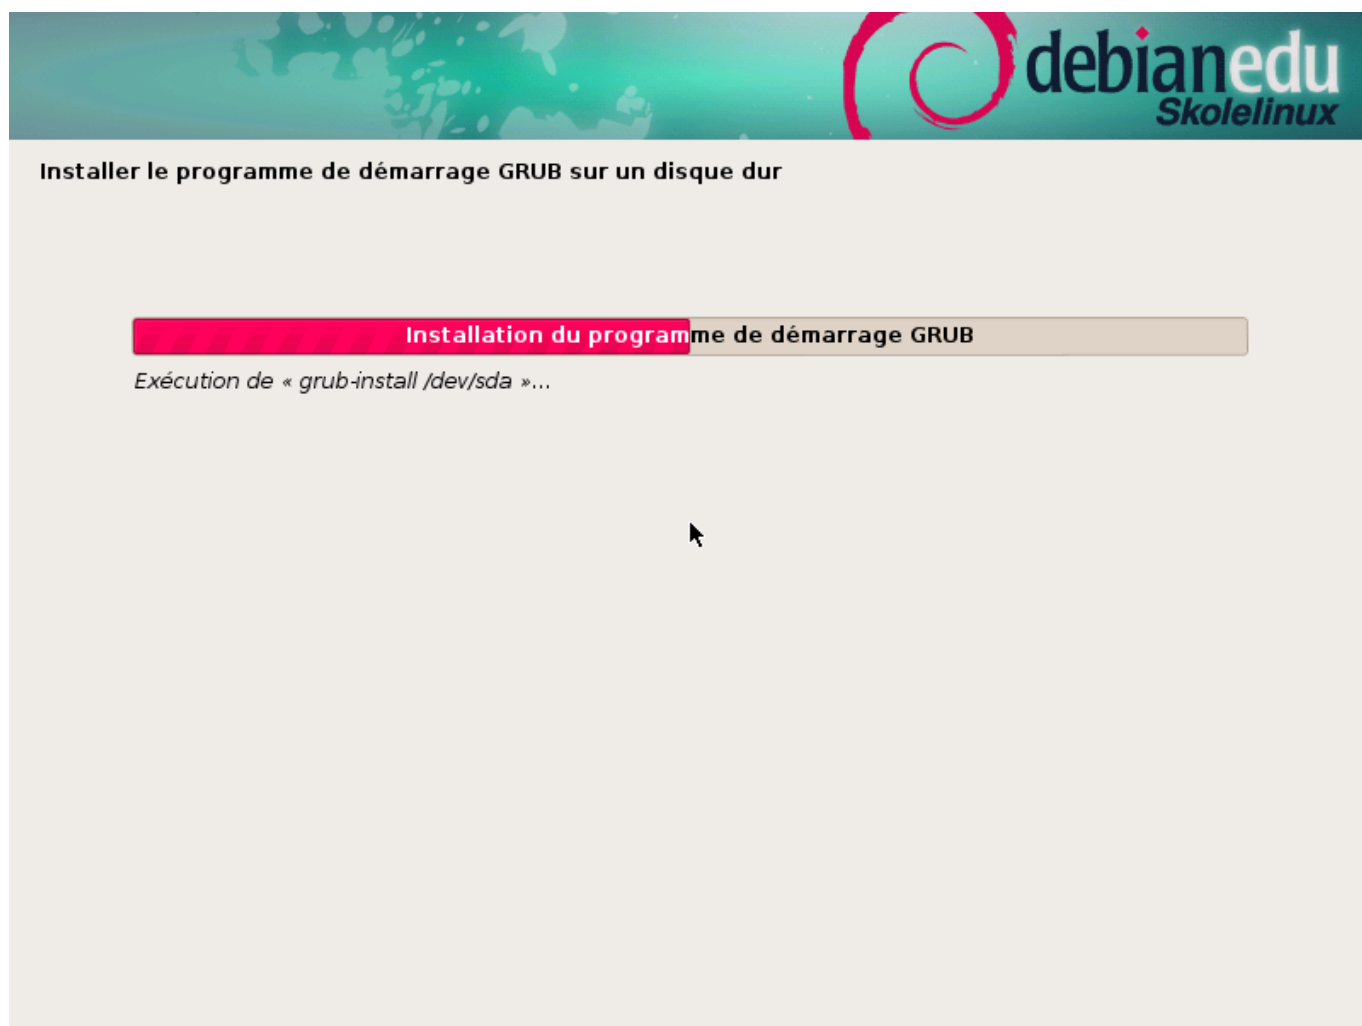 debianedu
Skolelinux
Installer le programme de démarrage GRUB sur un disque dur
Installation du programme de démarrage GRUB
Exécution de « grub-install /dev/sda »...